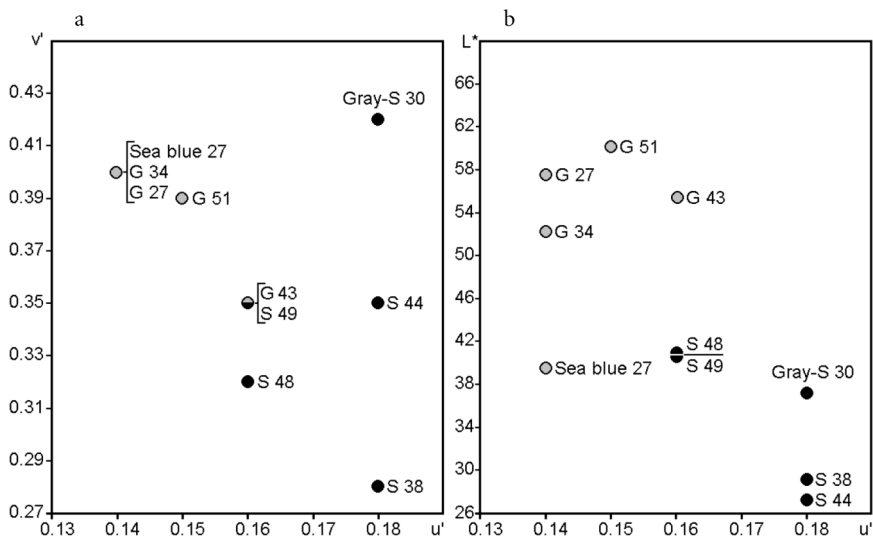 a
v'
0.43
0.41
0.39
0.37
0.35
0.33
0.31
0.29
0.27
Gray-S 30
Sea blue 27
G 34
G 27
G 51
G 43
S 49
S 44
S 48
S 38
0.13 0.14 0.15 0.16 0.17 0.18 u'
b
L*
66
62
58
54
50
46
42
38
34
30
26
G 51
G 27
G 43
G 34
S 48
S 49
Sea blue 27
Gray-S 30
S 38
S 44
0.13 0.14 0.15 0.16 0.17 0.18 u'